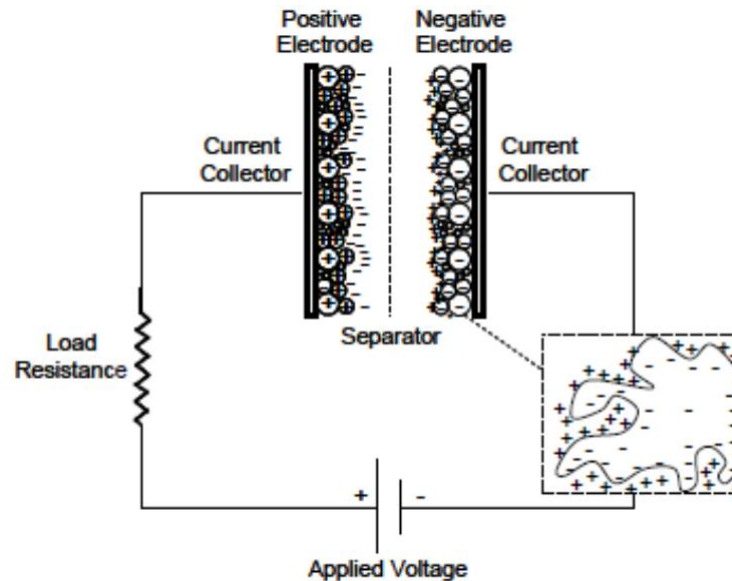 Positive
Electrode
Negative
Electrode
Current
Collector
Current
Collector
Load
Resistance
Separator
+ -
Applied Voltage